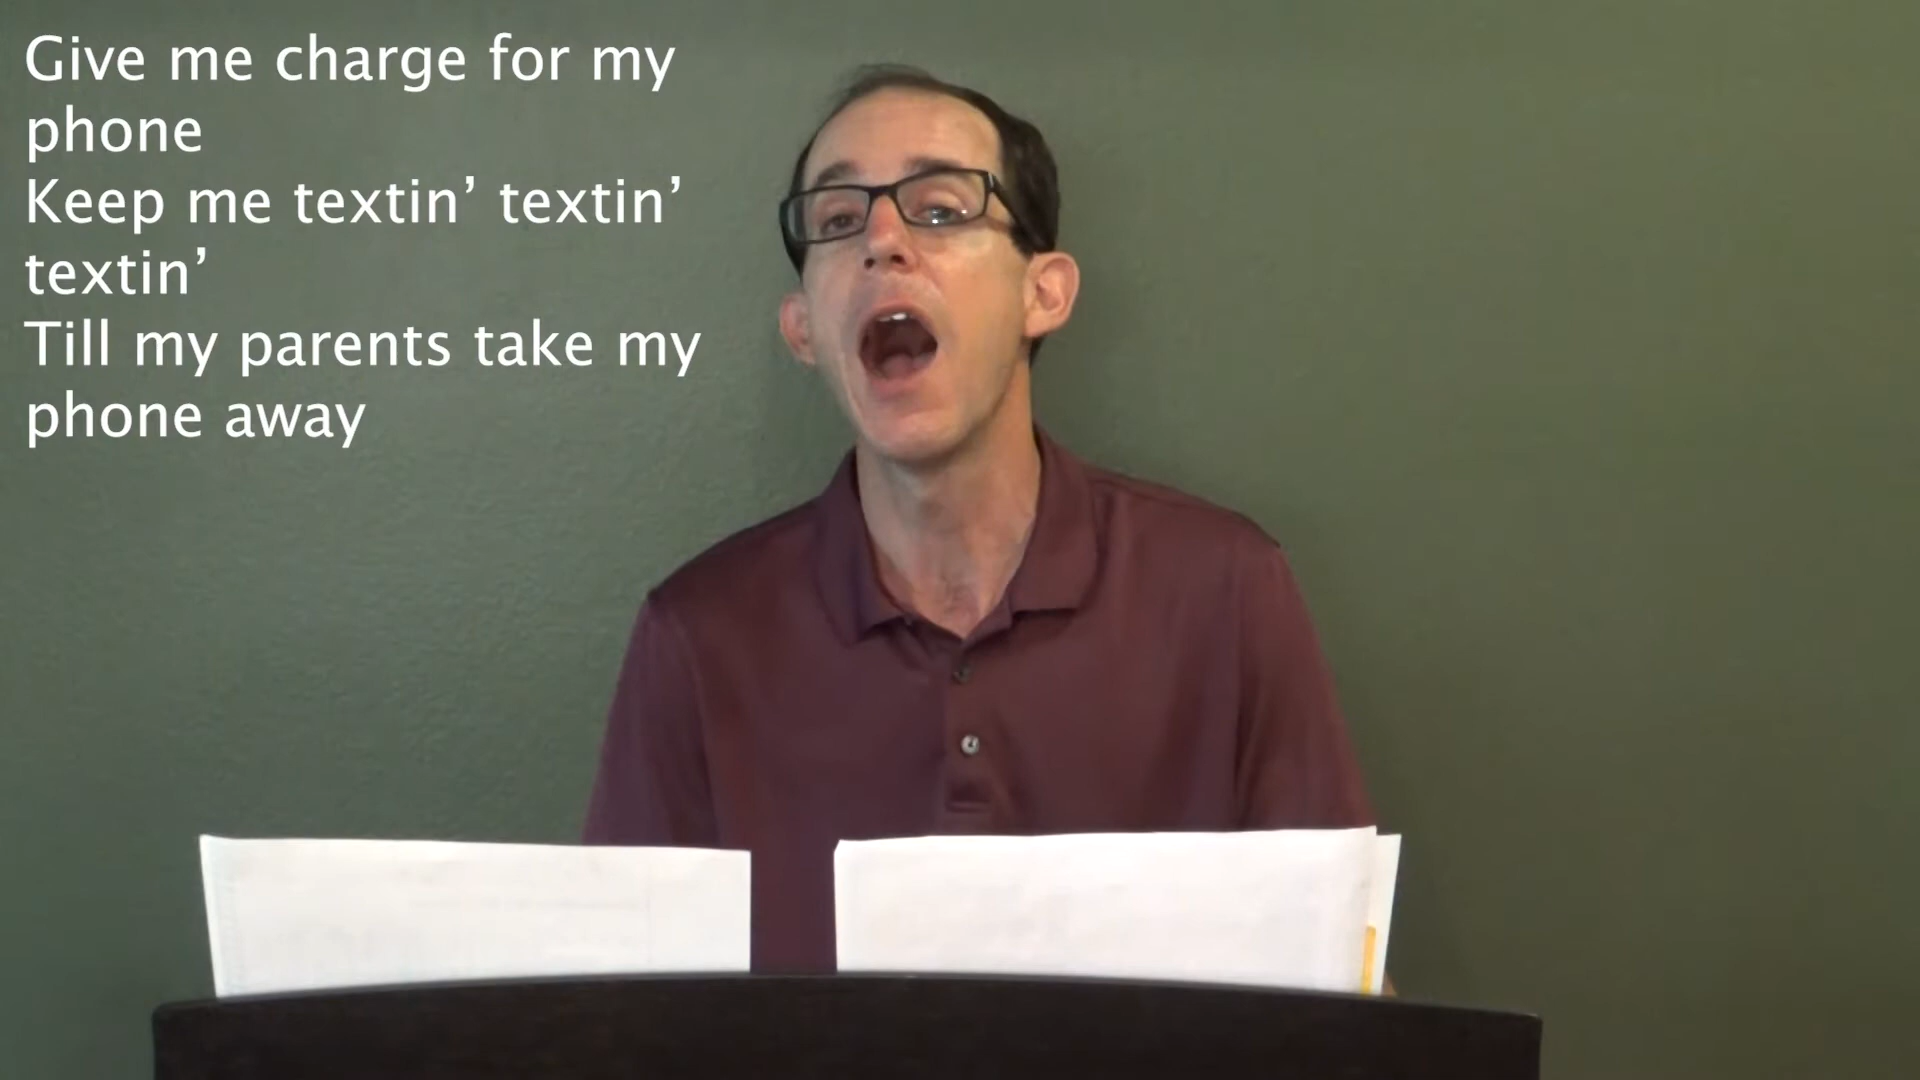 Give me charge for my
phone
Keep me textin’ textin’
textin’
Till my parents take my
phone away